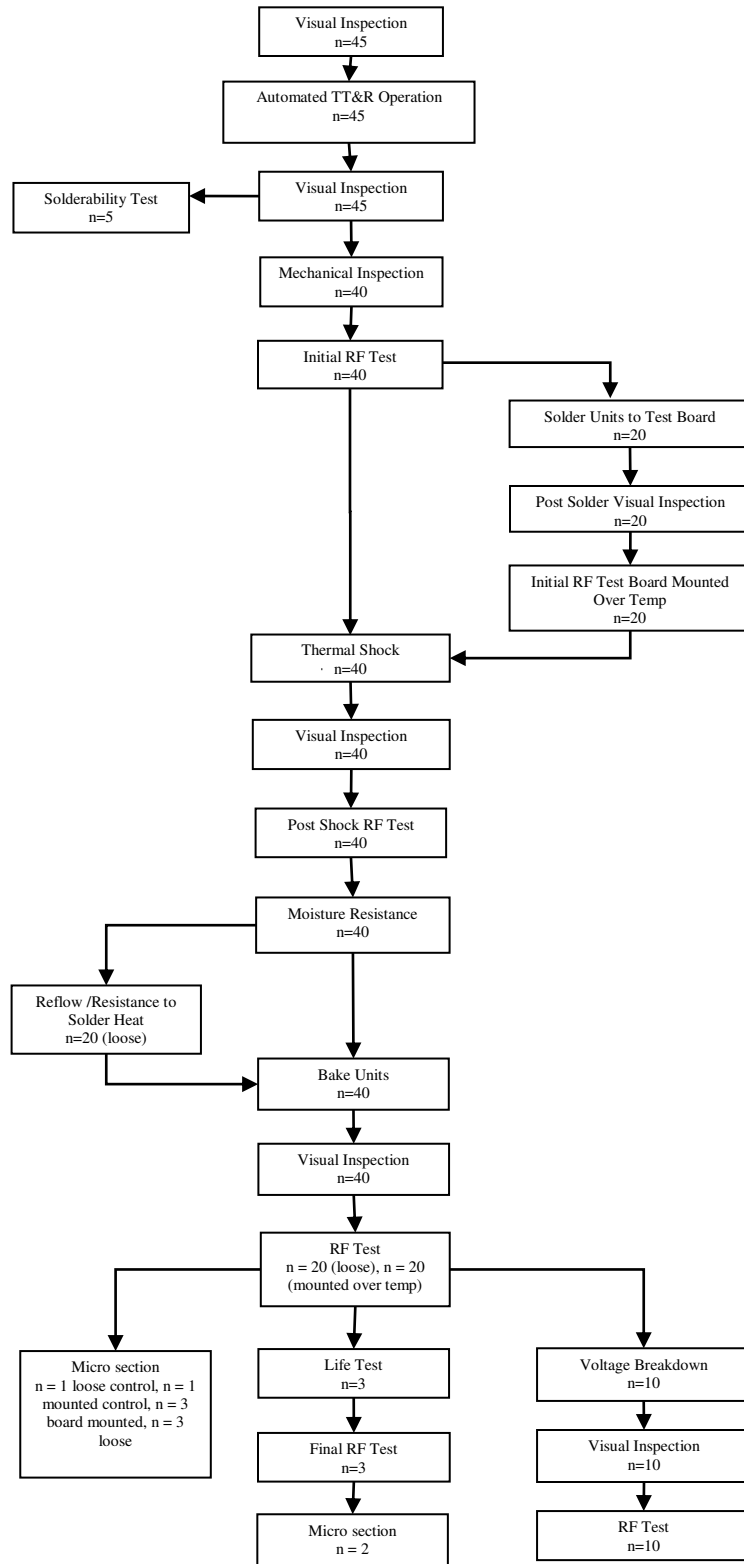 Visual Inspection
n=45
Automated TT&R Operation
n=45
Solderability Test
n=5
Visual Inspection
n=45
Mechanical Inspection
n=40
Initial RF Test
n=40
Solder Units to Test Board
n=20
Post Solder Visual Inspection
n=20
Initial RF Test Board Mounted
Over Temp
n=20
Thermal Shock
n=40
Visual Inspection
n=40
Post Shock RF Test
n=40
Moisture Resistance
n=40
Reflow /Resistance to
Solder Heat
n=20 (loose)
Bake Units
n=40
Visual Inspection
n=40
RF Test
n = 20 (loose), n = 20
(mounted over temp)
Micro section
n = 1 loose control, n = 1
mounted control, n = 3
board mounted, n = 3
loose
Life Test
n=3
Final RF Test
n=3
Micro section
n = 2
Voltage Breakdown
n=10
Visual Inspection
n=10
RF Test
n=10